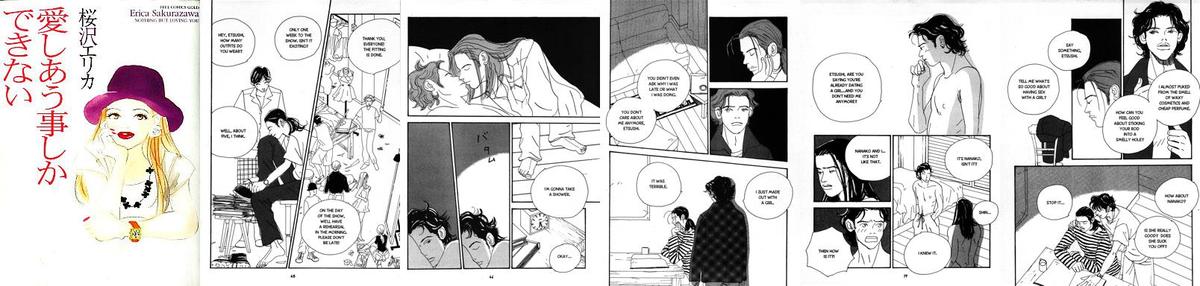 FEEL COMICS GOLD
Erica Sakurazawa
NOTHING BUT LOVING YOU
桜沢エリカ
愛しあう事しか
できない
HEY, ETSUSHI,
HOW MANY
OUTFITS DO
YOU WEAR?
ONLY ONE
WEEK TO THE
SHOW, ISN'T IT
EXCITING?
THANK YOU,
EVERYONE!
THE FITTING
IS DONE.
WELL, ABOUT
FIVE, I THINK.
ON THE DAY
OF THE SHOW,
WE'LL HAVE
A REHEARSAL
IN THE MORNING.
PLEASE DON'T
BE LATE!
バタム
I'M GONNA TAKE
A SHOWER.
OKAY...
YOU DIDN'T EVEN
ASK WHY I WAS
LATE OR WHAT
I WAS DOING.
YOU DON'T
CARE ABOUT
ME ANYMORE,
ETSUSHI.
IT WAS
TERRIBLE.
I JUST MADE
OUT WITH
A GIRL.
ETSUSHI, ARE YOU
SAYING YOU'RE
ALREADY DATING
A GIRL...AND YOU
DON'T NEED ME
ANYMORE?
NANAKO AND I...
IT'S NOT
LIKE THAT.
IT'S NANAKO,
ISN'T IT?
SHIN...
THEN HOW
IS IT?!
I KNEW IT.
SAY
SOMETHING,
ETSUSHI.
TELL ME WHAT'S
SO GOOD ABOUT
HAVING SEX
WITH A GIRL?
I ALMOST PUKED
FROM THE SMELL
OF WAXY
COSMETICS AND
CHEAP PERFUME.
HOW CAN YOU
FEEL GOOD
ABOUT STICKING
YOUR ROD
INTO A
SMELLY HOLE?
STOP IT...
HOW ABOUT
NANAKO?
IS SHE REALLY
GOOD? DOES
SHE SUCK
YOU OFF?